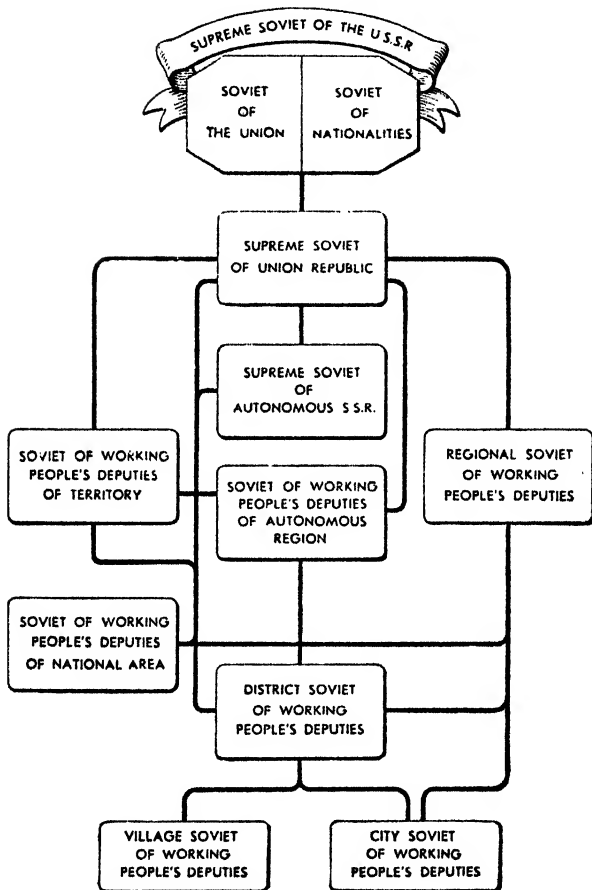 SUPREME SOVIET OF THE U.S.S.R
SOVIET
OF
THE UNION
SOVIET
OF
NATIONALITIES
SUPREME SOVIET
OF UNION REPUBLIC
SUPREME SOVIET
OF
AUTONOMOUS S.S.R.
SOVIET OF WORKING
PEOPLE'S DEPUTIES
OF TERRITORY
SOVIET OF WORKING
PEOPLE'S DEPUTIES
OF AUTONOMOUS
REGION
REGIONAL SOVIET
OF WORKING
PEOPLE'S DEPUTIES
SOVIET OF WORKING
PEOPLE'S DEPUTIES
OF NATIONAL AREA
DISTRICT SOVIET
OF WORKING
PEOPLE'S DEPUTIES
VILLAGE SOVIET
OF WORKING
PEOPLE'S DEPUTIES
CITY SOVIET
OF WORKING
PEOPLE'S DEPUTIES